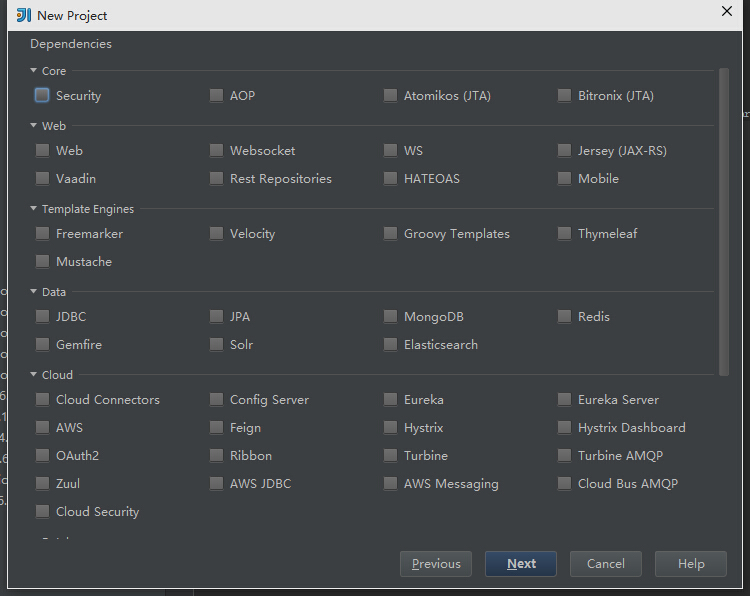 New Project
Dependencies
Core
Security AOP Atomikos (JTA) Bitronix (JTA)
Web
Web Websocket WS Jersey (JAX-RS)
Vaadin Rest Repositories HATEOAS Mobile
Template Engines
Freemarker Velocity Groovy Templates Thymeleaf
Mustache
Data
JDBC JPA MongoDB Redis
Gemfire Solr Elasticsearch
Cloud
Cloud Connectors Config Server Eureka Eureka Server
AWS Feign Hystrix Hystrix Dashboard
OAuth2 Ribbon Turbine Turbine AMQP
Zuul AWS JDBC AWS Messaging Cloud Bus AMQP
Cloud Security
Previous Next Cancel Help